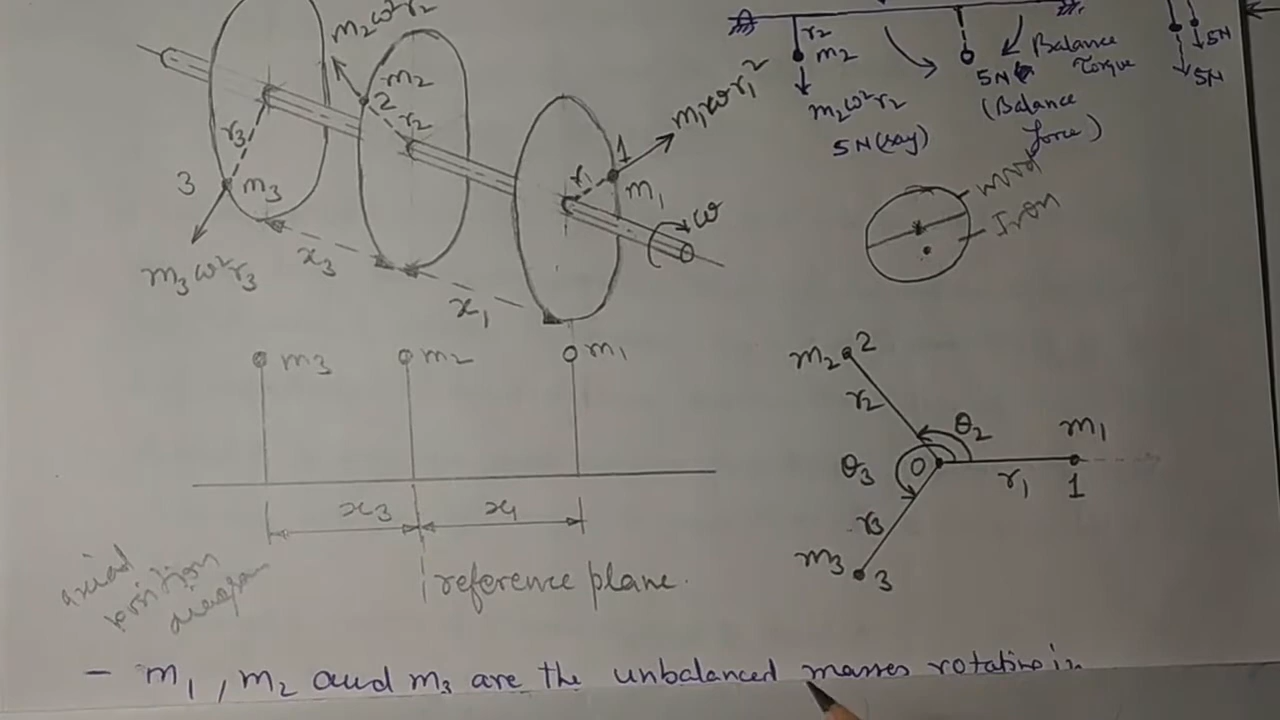 m₂ω²r₂
m₂
2
r₂
m₁ωr₁²
1
r₁
m₁
ω
r₃
3
m₃
m₃ω²r₃
x₃
x₁
r₂
m₂
m₂ω²r₂
5N(say)
5N
(Balance
force)
Balance
Torque
5N
5N
Iron
m₃
m₂
m₁
x₃
x₁
reference plane.
axial
position
m₂ 2
r₂
θ₂
m₁
θ₃
O
r₁
1
r₃
m₃
3
- m₁, m₂ and m₃ are the unbalanced masses rotating in